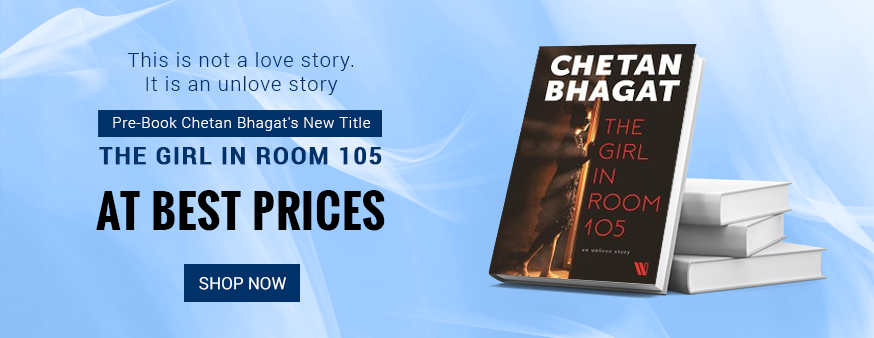 This is not a love story.
It is an unlove story
Pre-Book Chetan Bhagat's New Title
THE GIRL IN ROOM 105
AT BEST PRICES
SHOP NOW
CHETAN
BHAGAT
THE
GIRL
IN
ROOM
105
an unlove story
W